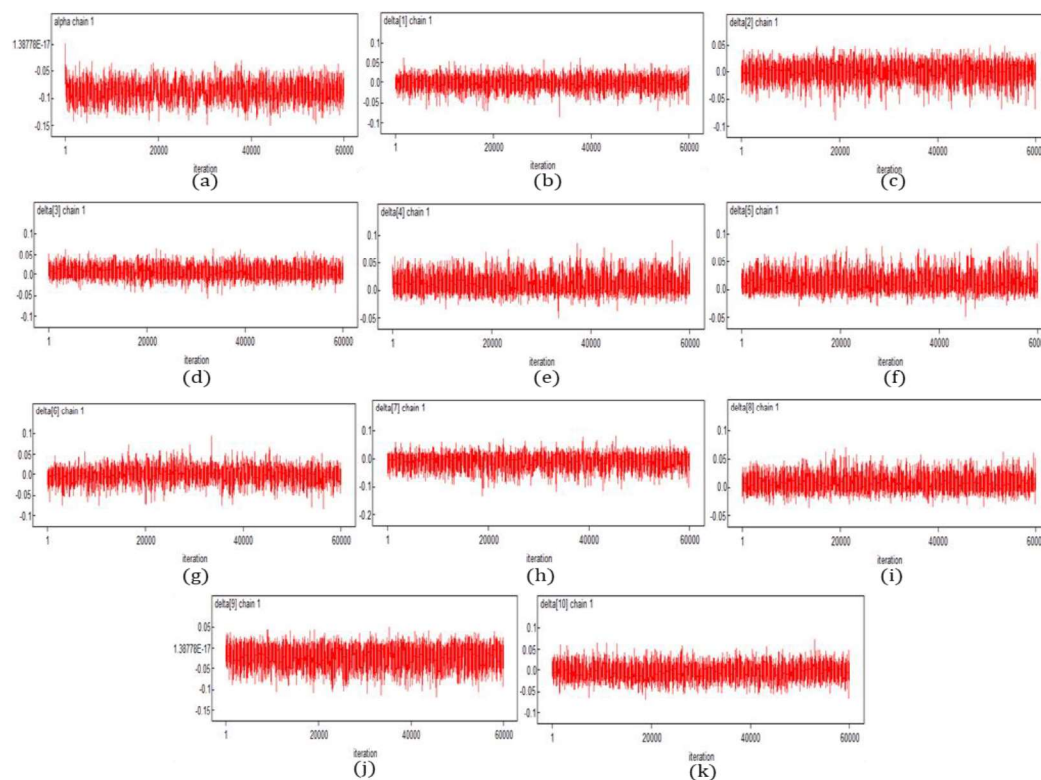 alpha chain 1
1.38778E-17
-0.05
-0.1
-0.15
1
20000
40000
60000
iteration
(a)
delta[1] chain 1
0.1
0.05
0.0
-0.05
-0.1
1
20000
40000
60000
iteration
(b)
delta[2] chain 1
0.05
0.0
-0.05
-0.1
1
20000
40000
6000
iteration
(c)
delta[3] chain 1
0.1
0.05
0.0
-0.05
-0.1
1
20000
40000
60000
iteration
(d)
delta[4] chain 1
0.1
0.05
0.0
-0.05
1
20000
40000
60000
iteration
(e)
delta[5] chain 1
0.1
0.05
0.0
-0.05
1
20000
40000
6000
iteration
(f)
delta[6] chain 1
0.1
0.05
0.0
-0.05
-0.1
1
20000
40000
60000
iteration
(g)
delta[7] chain 1
0.1
0.0
-0.1
-0.2
1
20000
40000
60000
iteration
(h)
delta[8] chain 1
0.1
0.05
0.0
-0.05
1
20000
40000
6000
iteration
(i)
delta[9] chain 1
0.05
1.38778E-17
-0.05
-0.1
-0.15
1
20000
40000
60000
iteration
(j)
delta[10] chain 1
0.1
0.05
0.0
-0.05
-0.1
1
20000
40000
60000
iteration
(k)